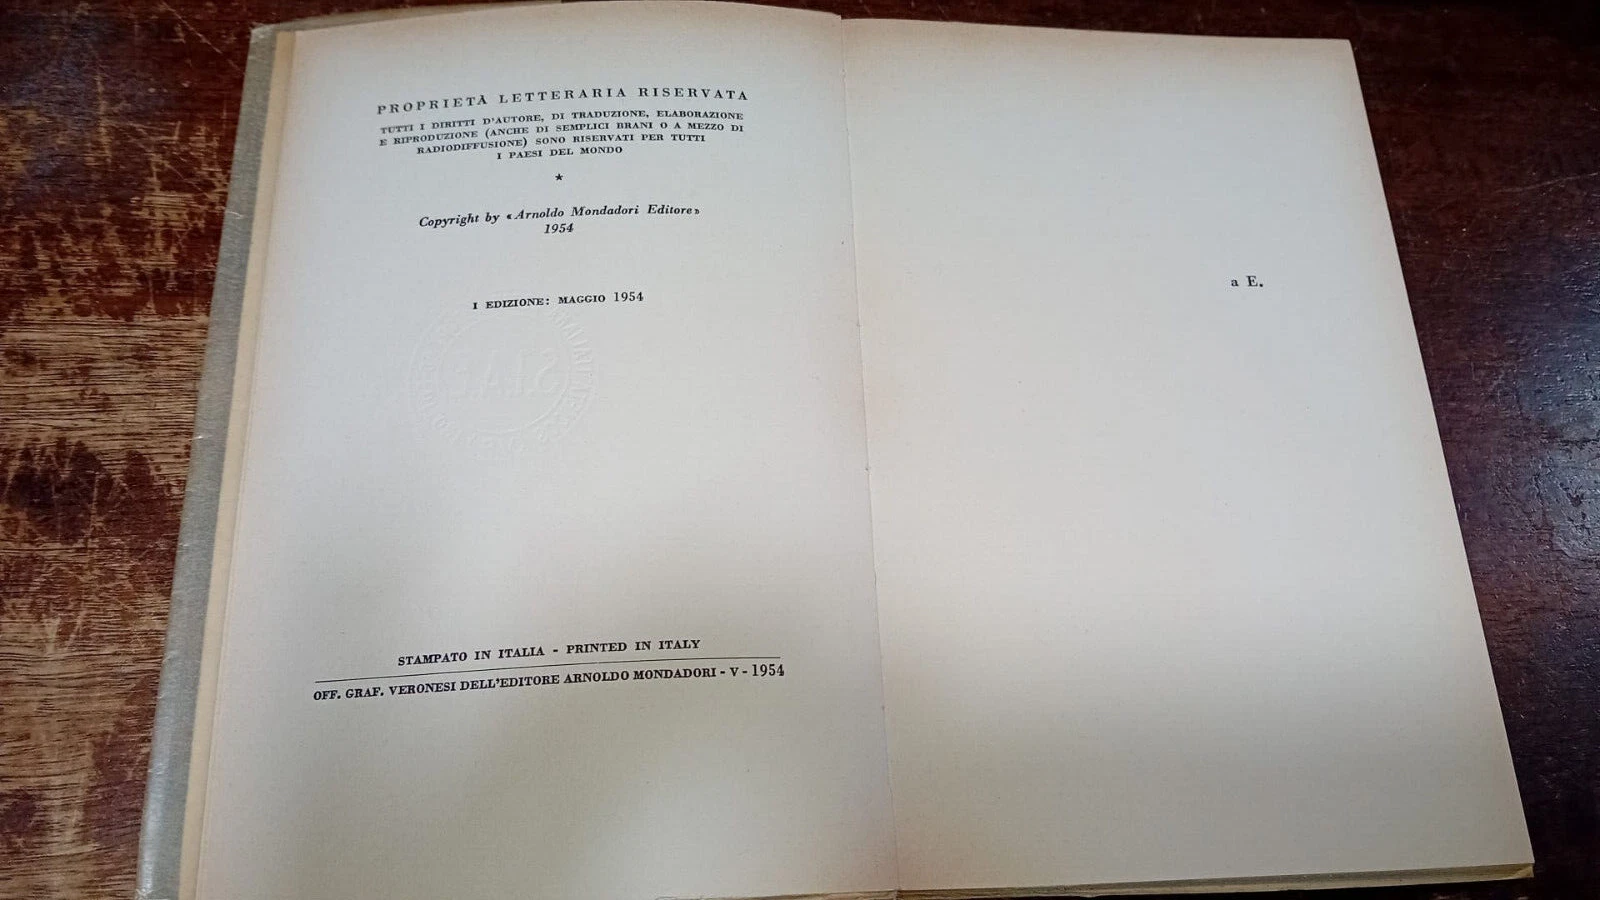 PROPRIETÀ LETTERARIA RISERVATA
TUTTI I DIRITTI D'AUTORE, DI TRADUZIONE, ELABORAZIONE
E RIPRODUZIONE (ANCHE DI SEMPLICI BRANI O A MEZZO DI
RADIODIFFUSIONE) SONO RISERVATI PER TUTTI
I PAESI DEL MONDO
★
Copyright by «Arnoldo Mondadori Editore»
1954
I EDIZIONE: MAGGIO 1954
STAMPATO IN ITALIA - PRINTED IN ITALY
OFF. GRAF. VERONESI DELL'EDITORE ARNOLDO MONDADORI - V - 1954
a E.